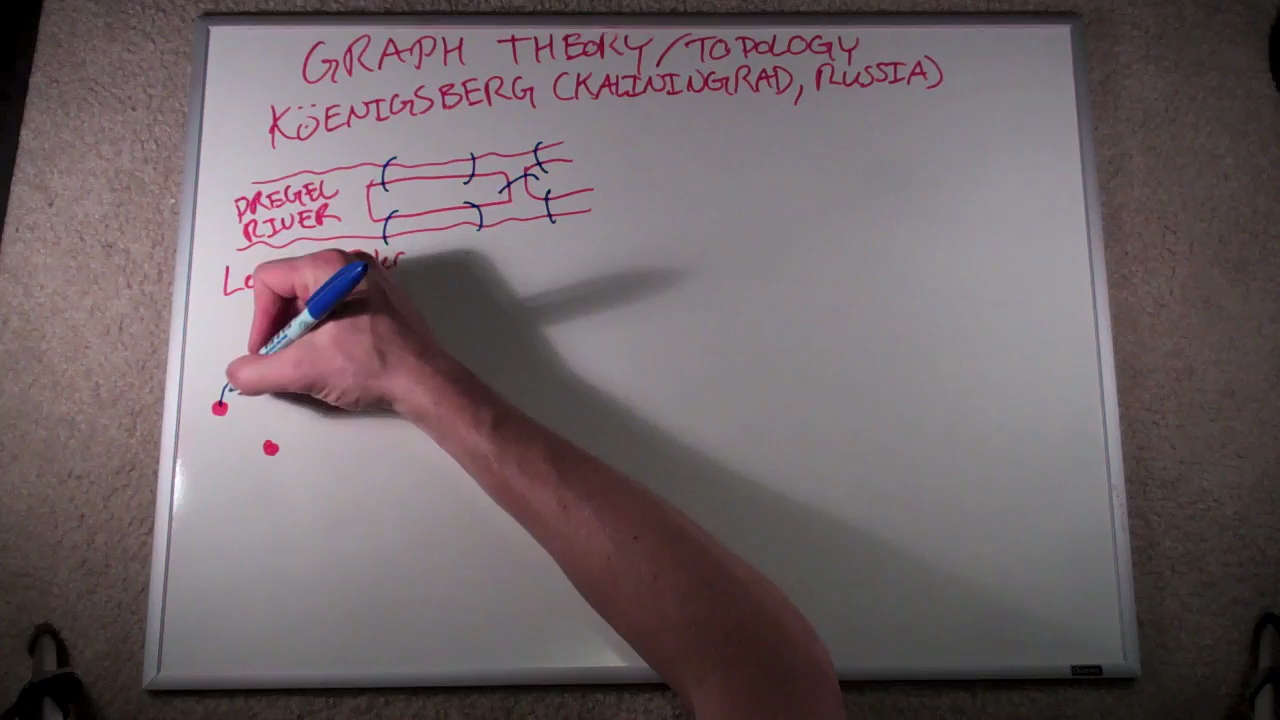 GRAPH THEORY/TOPOLOGY
KÖENIGSBERG (KALININGRAD, RUSSIA)
PREGEL
RIVER